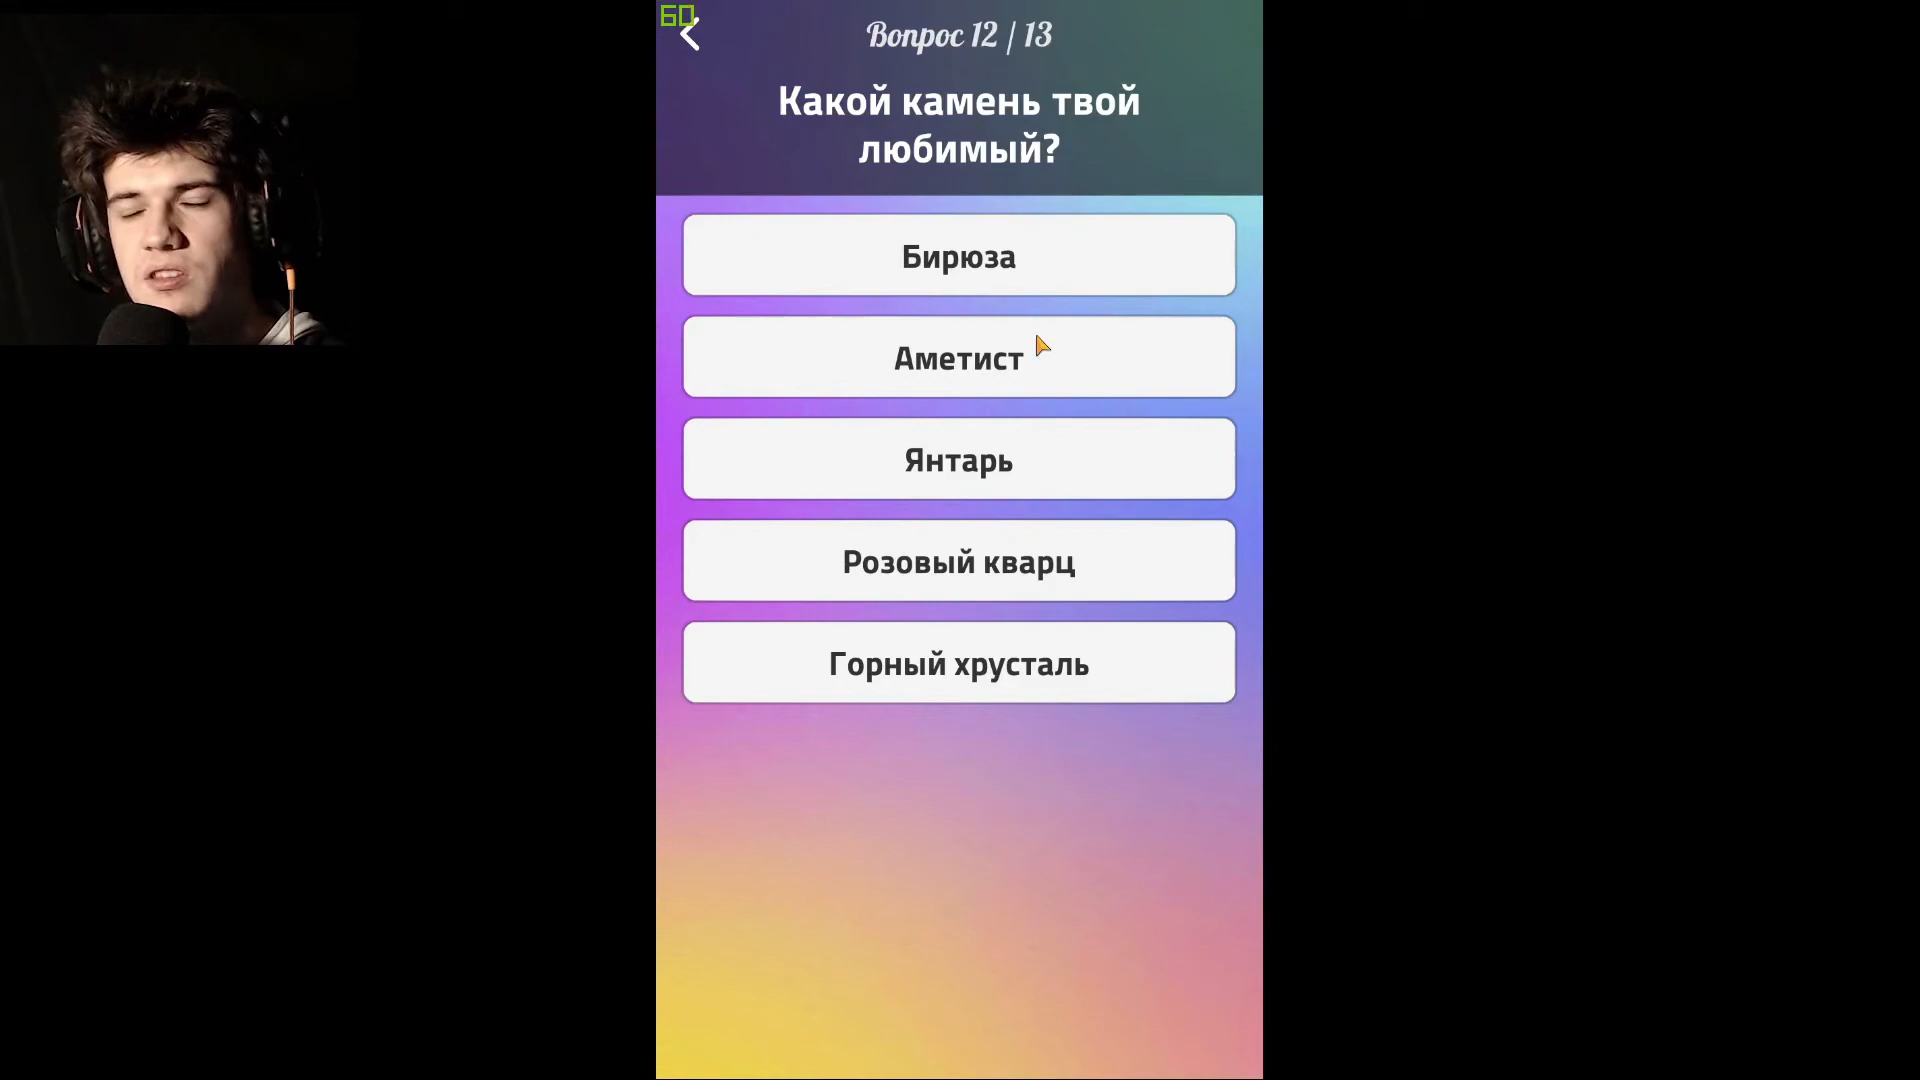 60
Вопрос 12 / 13
Какой камень твой
любимый?
Бирюза
Аметист
Янтарь
Розовый кварц
Горный хрусталь